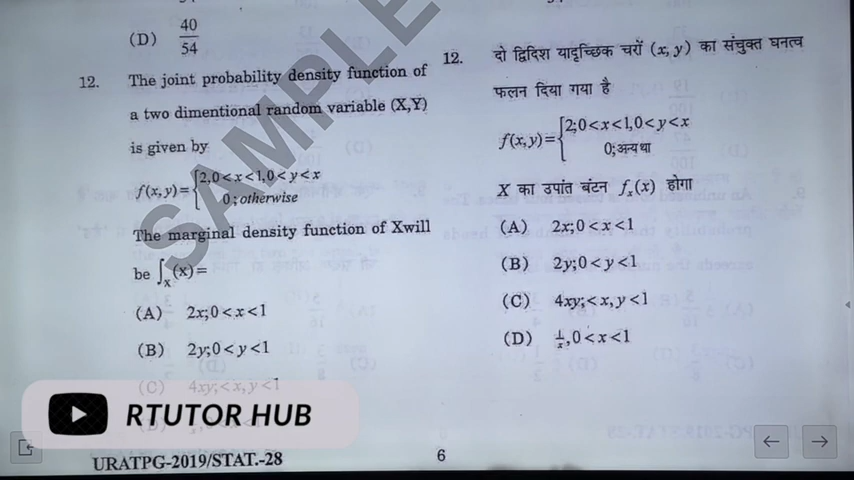 (D) 40/54
12. The joint probability density function of
a two dimentional random variable (X,Y)
is given by
f(x,y)={2,0<x<1,0<y<x
0; otherwise
The marginal density function of Xwill
be ∫x(x)=
(A) 2x;0<x<1
(B) 2y;0<y<1
(C) 4xy;<x,y<1
12. दो द्विदिश यादृच्छिक चरों (x, y) का संचुक्त घनत्व
फलन दिया गया है
f(x,y)={2;0<x<1,0<y<x
0;अन्यथा
X का उपांत बंटन fx(x) होगा
(A) 2x;0<x<1
(B) 2y;0<y<1
(C) 4xy;<x,y<1
(D) 1/x,0<x<1
SAMPLE
RTUTOR HUB
URATPG-2019/STAT.-28
6